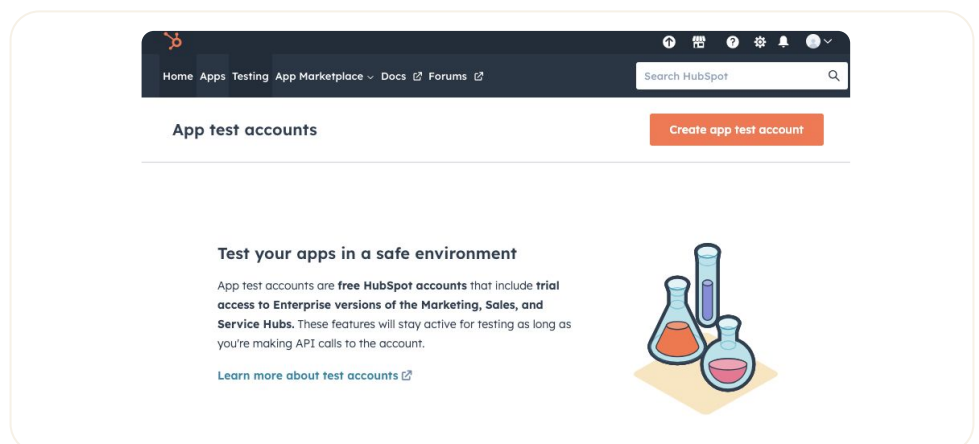 Home Apps Testing App Marketplace Docs Forums
Search HubSpot
App test accounts
Create app test account
Test your apps in a safe environment
App test accounts are free HubSpot accounts that include trial
access to Enterprise versions of the Marketing, Sales, and
Service Hubs. These features will stay active for testing as long as
you're making API calls to the account.
Learn more about test accounts